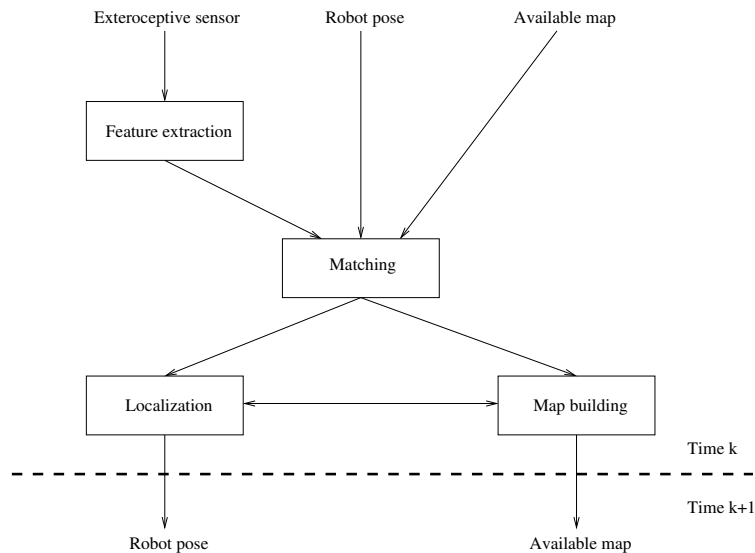 Exteroceptive sensor
Robot pose
Available map
Feature extraction
Matching
Localization
Map building
Time k
Time k+1
Robot pose
Available map